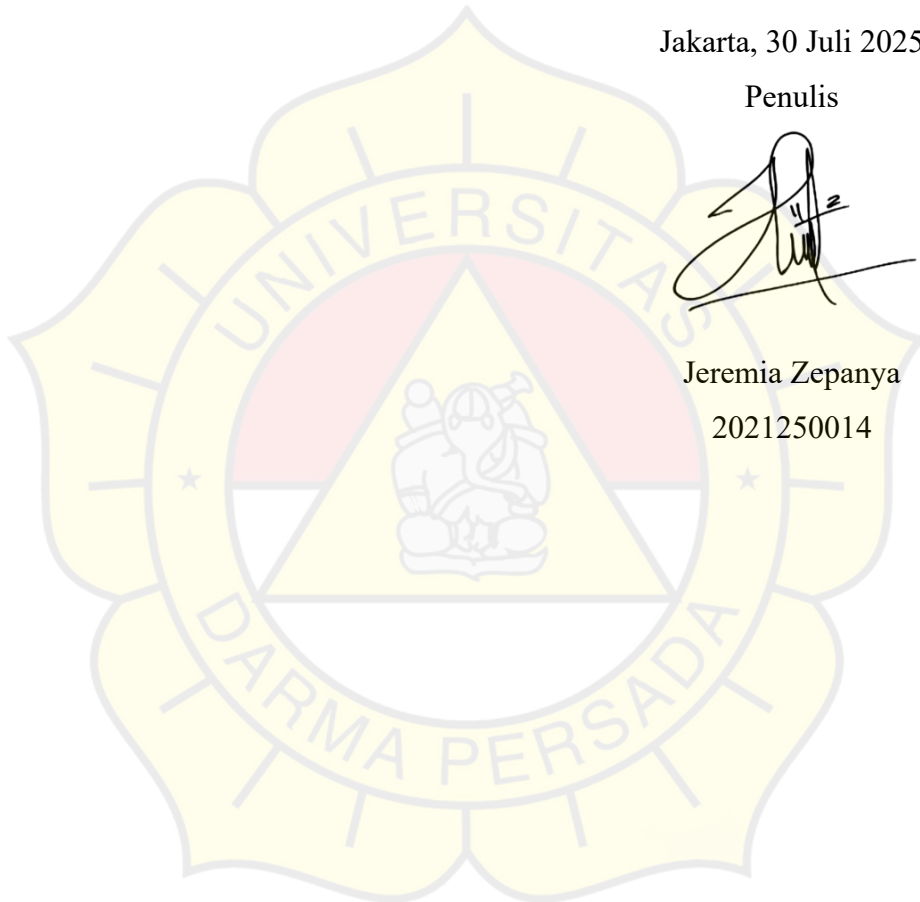 Jakarta, 30 Juli 2025
Penulis
Jeremia Zepanya
2021250014
UNIVERSITAS
DARMA PERSADA